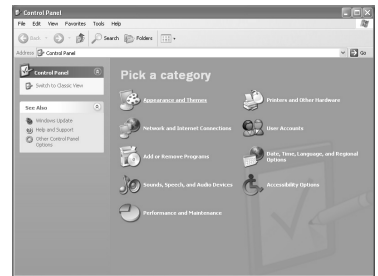 Control Panel
File Edit View Favorites Tools Help
Back Search Folders
Address Control Panel Go
Control Panel
Switch to Classic View
See Also
Windows Update
Help and Support
Other Control Panel
Options
Pick a category
Appearance and Themes
Printers and Other Hardware
Network and Internet Connections
User Accounts
Add or Remove Programs
Date, Time, Language, and Regional
Options
Sounds, Speech, and Audio Devices
Accessibility Options
Performance and Maintenance